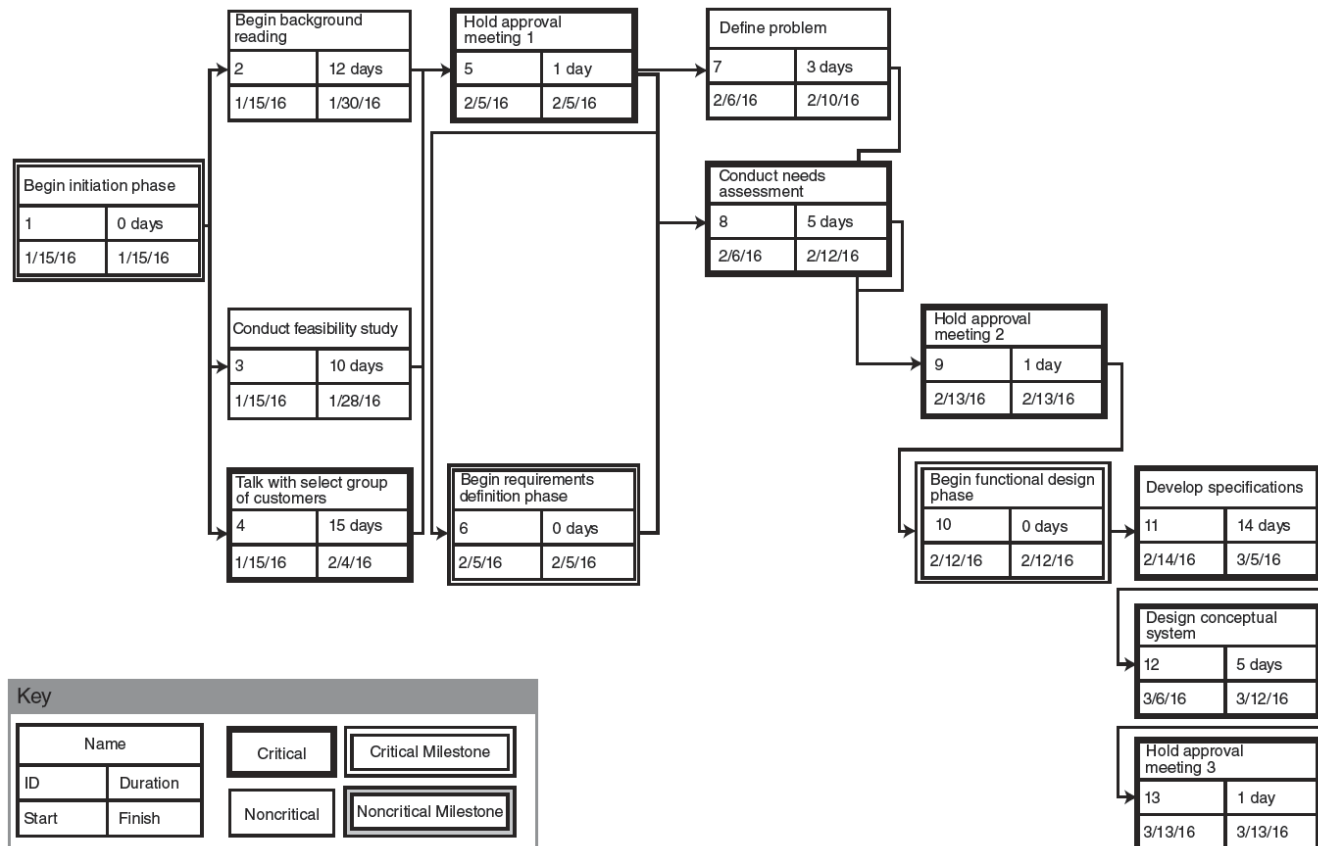 Begin background
reading
2 12 days
1/15/16 1/30/16
Hold approval
meeting 1
5 1 day
2/5/16 2/5/16
Define problem
7 3 days
2/6/16 2/10/16
Begin initiation phase
1 0 days
1/15/16 1/15/16
Conduct needs
assessment
8 5 days
2/6/16 2/12/16
Conduct feasibility study
3 10 days
1/15/16 1/28/16
Hold approval
meeting 2
9 1 day
2/13/16 2/13/16
Talk with select group
of customers
4 15 days
1/15/16 2/4/16
Begin requirements
definition phase
6 0 days
2/5/16 2/5/16
Begin functional design
phase
10 0 days
2/12/16 2/12/16
Develop specifications
11 14 days
2/14/16 3/5/16
Design conceptual
system
12 5 days
3/6/16 3/12/16
Hold approval
meeting 3
13 1 day
3/13/16 3/13/16
Key
Name
ID Duration
Start Finish
Critical
Critical Milestone
Noncritical
Noncritical Milestone